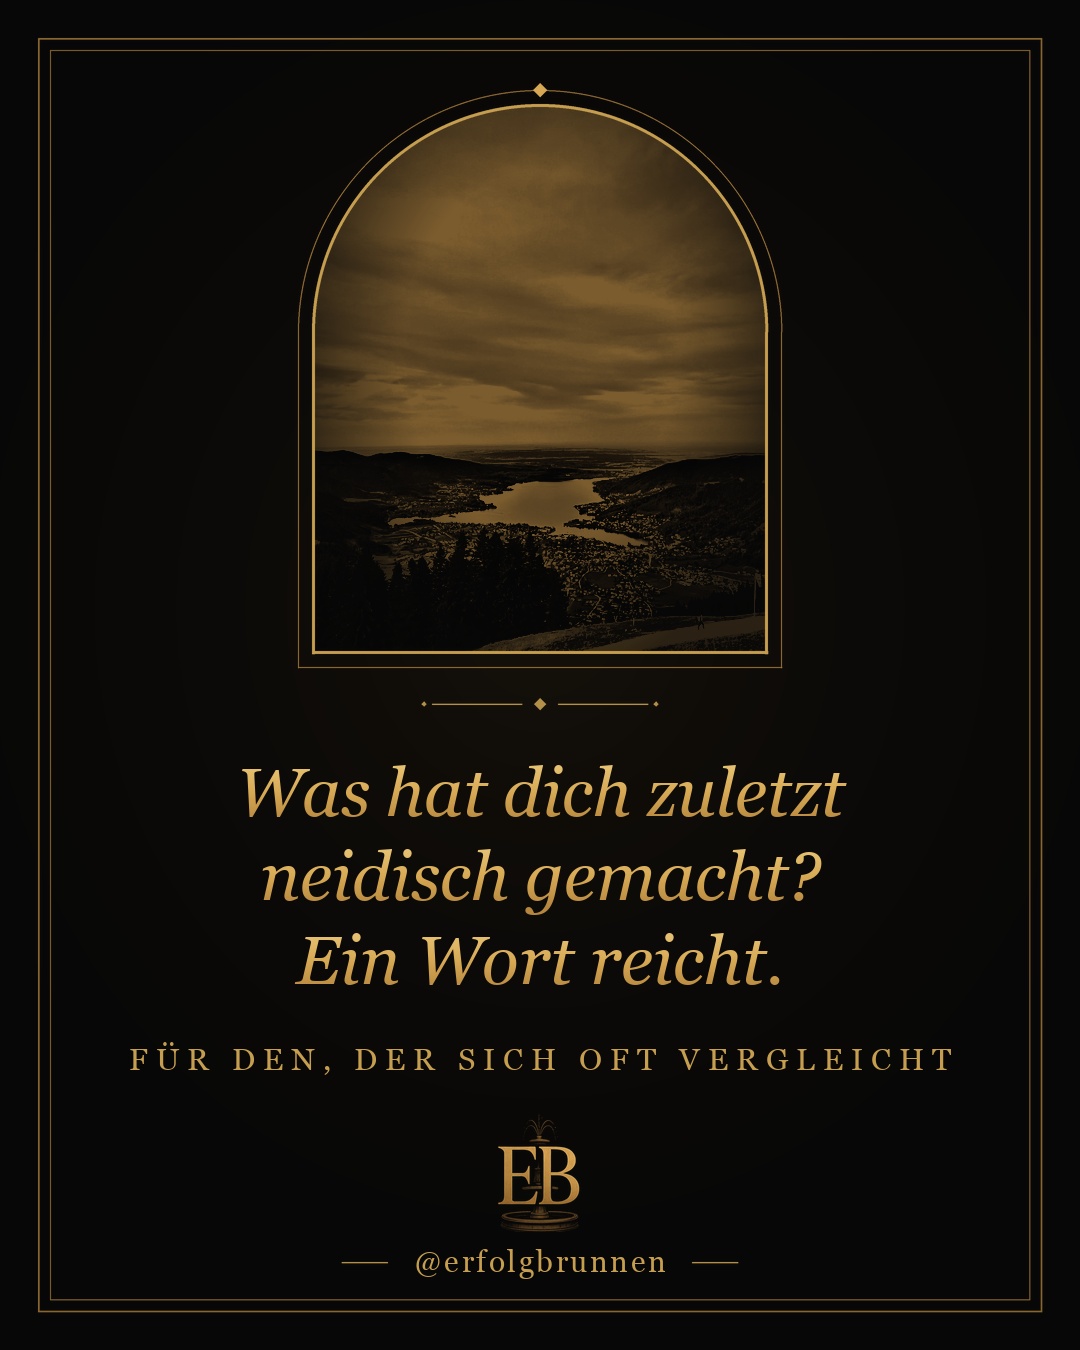 Was hat dich zuletzt
neidisch gemacht?
Ein Wort reicht.
FÜR DEN, DER SICH OFT VERGLEICHT
EB
@erfolgbrunnen